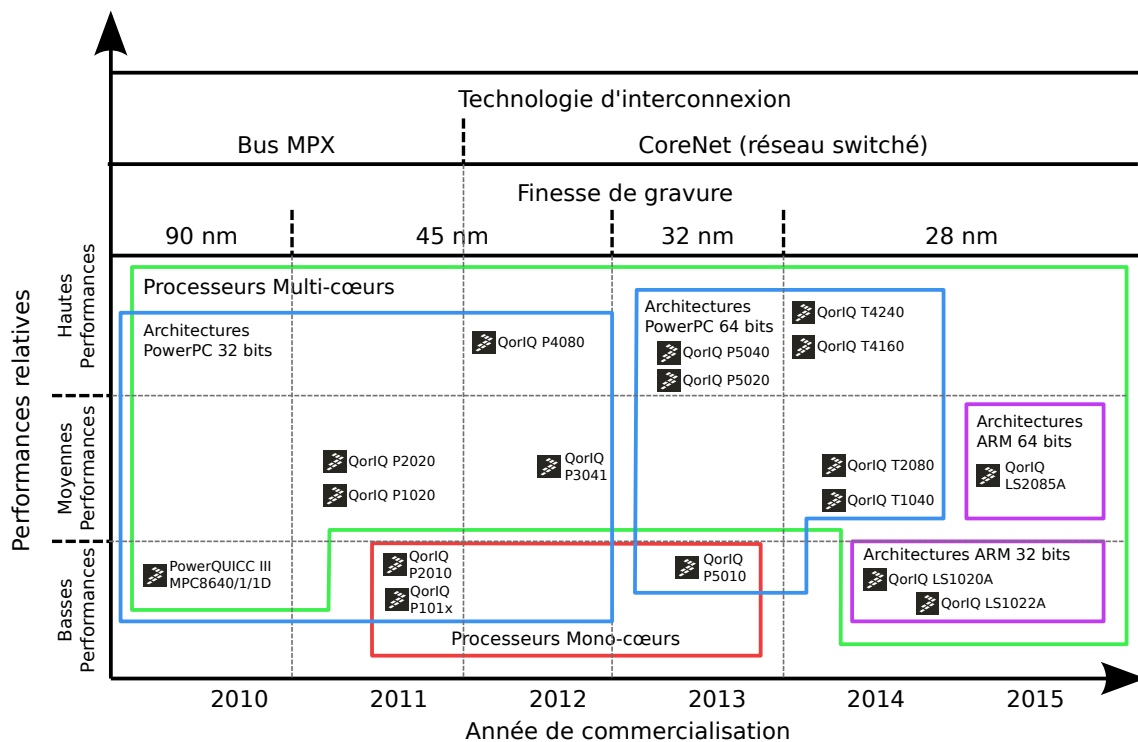 Technologie d'interconnexion
Bus MPX
CoreNet (réseau switché)
Finesse de gravure
90 nm
45 nm
32 nm
28 nm
Performances relatives
Hautes
Performances
Moyennes
Performances
Basses
Performances
Processeurs Multi-cœurs
Architectures
PowerPC 32 bits
QorIQ P4080
Architectures
PowerPC 64 bits
QorIQ P5040
QorIQ P5020
QorIQ T4240
QorIQ T4160
QorIQ P2020
QorIQ P1020
QorIQ
P3041
QorIQ T2080
QorIQ T1040
Architectures
ARM 64 bits
QorIQ
LS2085A
PowerQUICC III
MPC8640/1/1D
QorIQ
P2010
QorIQ
P101x
QorIQ
P5010
Architectures ARM 32 bits
QorIQ LS1020A
QorIQ LS1022A
Processeurs Mono-cœurs
2010
2011
2012
2013
2014
2015
Année de commercialisation